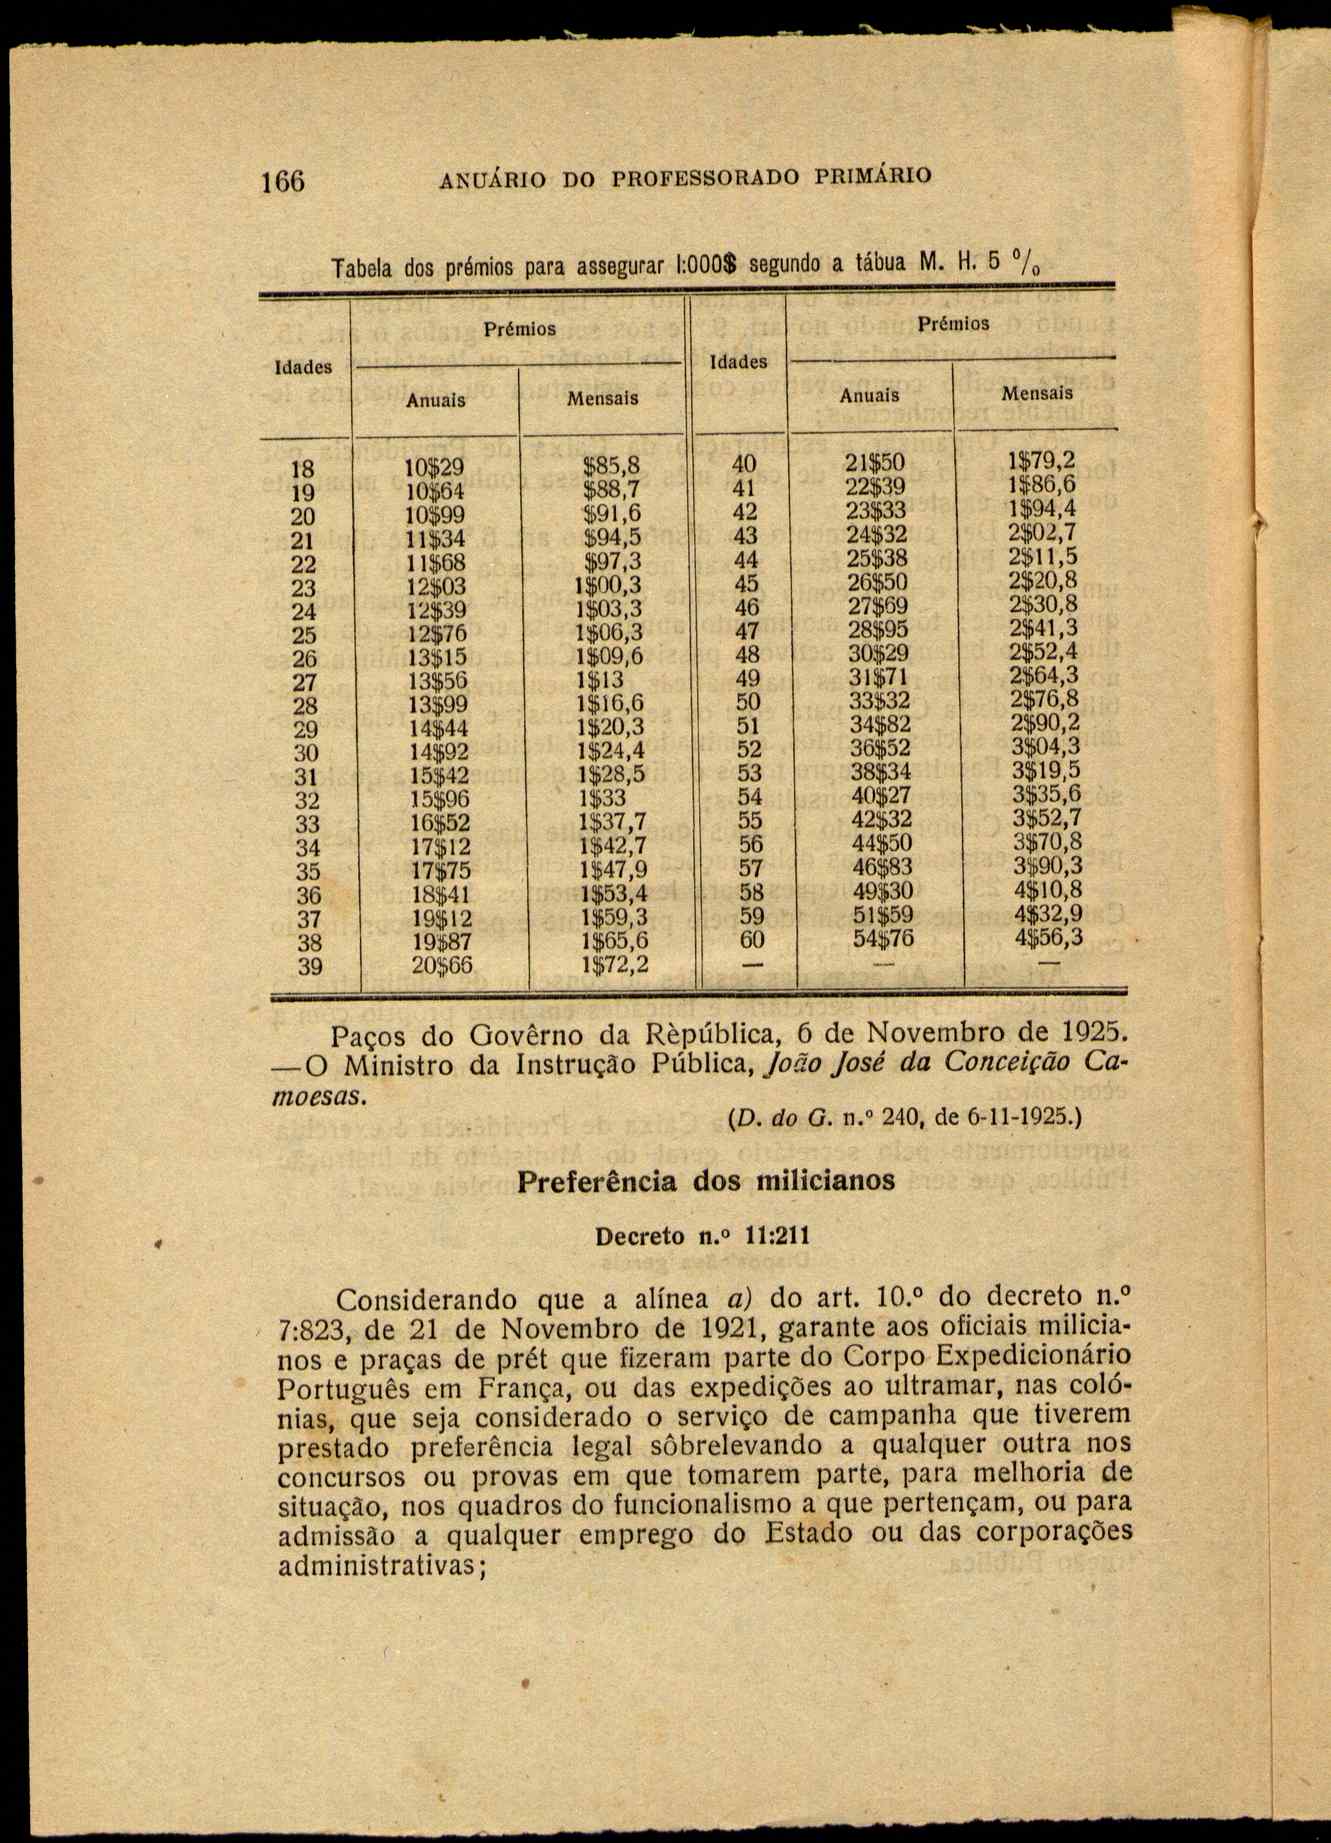 166 ANUÁRIO DO PROFESSORADO PRIMÁRIO
Tabela dos prémios para assegurar 1:000$ segundo a tábua M. H. 5 %
Idades Prémios Idades Prémios
Anuais Mensais Anuais Mensais
18 10$29 $85,8 40 21$50 1$79,2
19 10$64 $88,7 41 22$39 1$86,6
20 10$99 $91,6 42 23$33 1$94,4
21 11$34 $94,5 43 24$32 2$02,7
22 11$68 $97,3 44 25$38 2$11,5
23 12$03 1$00,3 45 26$50 2$20,8
24 12$39 1$03,3 46 27$69 2$30,8
25 12$76 1$06,3 47 28$95 2$41,3
26 13$15 1$09,6 48 30$29 2$52,4
27 13$56 1$13 49 31$71 2$64,3
28 13$99 1$16,6 50 33$32 2$76,8
29 14$44 1$20,3 51 34$82 2$90,2
30 14$92 1$24,4 52 36$52 3$04,3
31 15$42 1$28,5 53 38$34 3$19,5
32 15$96 1$33 54 40$27 3$35,6
33 16$52 1$37,7 55 42$32 3$52,7
34 17$12 1$42,7 56 44$50 3$70,8
35 17$75 1$47,9 57 46$83 3$90,3
36 18$41 1$53,4 58 49$30 4$10,8
37 19$12 1$59,3 59 51$59 4$32,9
38 19$87 1$65,6 60 54$76 4$56,3
39 20$66 1$72,2 — — —
Paços do Govêrno da Rèpública, 6 de Novembro de 1925.
—O Ministro da Instrução Pública, João José da Conceição Ca-
moesas.
(D. do G. n.º 240, de 6-11-1925.)
Preferência dos milicianos
Decreto n.º 11:211
Considerando que a alínea a) do art. 10.º do decreto n.º
7:823, de 21 de Novembro de 1921, garante aos oficiais milicia-
nos e praças de prét que fizeram parte do Corpo Expedicionário
Português em França, ou das expedições ao ultramar, nas coló-
nias, que seja considerado o serviço de campanha que tiverem
prestado preferência legal sôbrelevando a qualquer outra nos
concursos ou provas em que tomarem parte, para melhoria de
situação, nos quadros do funcionalismo a que pertençam, ou para
admissão a qualquer emprego do Estado ou das corporações
administrativas;